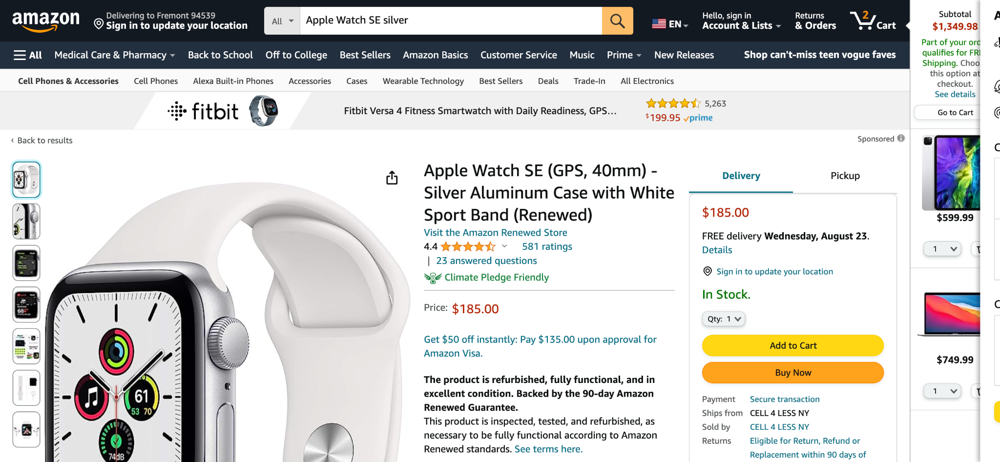 amazon
Delivering to Fremont 94539
Sign in to update your location
All
Apple Watch SE silver
EN
Hello, sign in
Account & Lists
Returns
& Orders
2
Cart
All
Medical Care & Pharmacy
Back to School
Off to College
Best Sellers
Amazon Basics
Customer Service
Music
Prime
New Releases
Shop can't-miss teen vogue faves
Cell Phones & Accessories
Cell Phones
Alexa Built-in Phones
Accessories
Cases
Wearable Technology
Best Sellers
Deals
Trade-In
All Electronics
fitbit
Fitbit Versa 4 Fitness Smartwatch with Daily Readiness, GPS…
5,263
$199.95 prime
Sponsored
‹ Back to results
61
53 70
74dB
Apple Watch SE (GPS, 40mm) -
Silver Aluminum Case with White
Sport Band (Renewed)
Visit the Amazon Renewed Store
4.4
581 ratings
| 23 answered questions
Climate Pledge Friendly
Price: $185.00
Get $50 off instantly: Pay $135.00 upon approval for
Amazon Visa.
The product is refurbished, fully functional, and in
excellent condition. Backed by the 90-day Amazon
Renewed Guarantee.
This product is inspected, tested, and refurbished, as
necessary to be fully functional according to Amazon
Renewed standards. See terms here.
Delivery
Pickup
$185.00
FREE delivery Wednesday, August 23.
Details
Sign in to update your location
In Stock.
Qty: 1
Add to Cart
Buy Now
Payment Secure transaction
Ships from CELL 4 LESS NY
Sold by CELL 4 LESS NY
Returns Eligible for Return, Refund or
Replacement within 90 days of
Subtotal
$1,349.98
Part of your ord
qualifies for FR
Shipping. Choo
this option at
checkout.
See details
Go to Cart
$599.99
1
$749.99
1